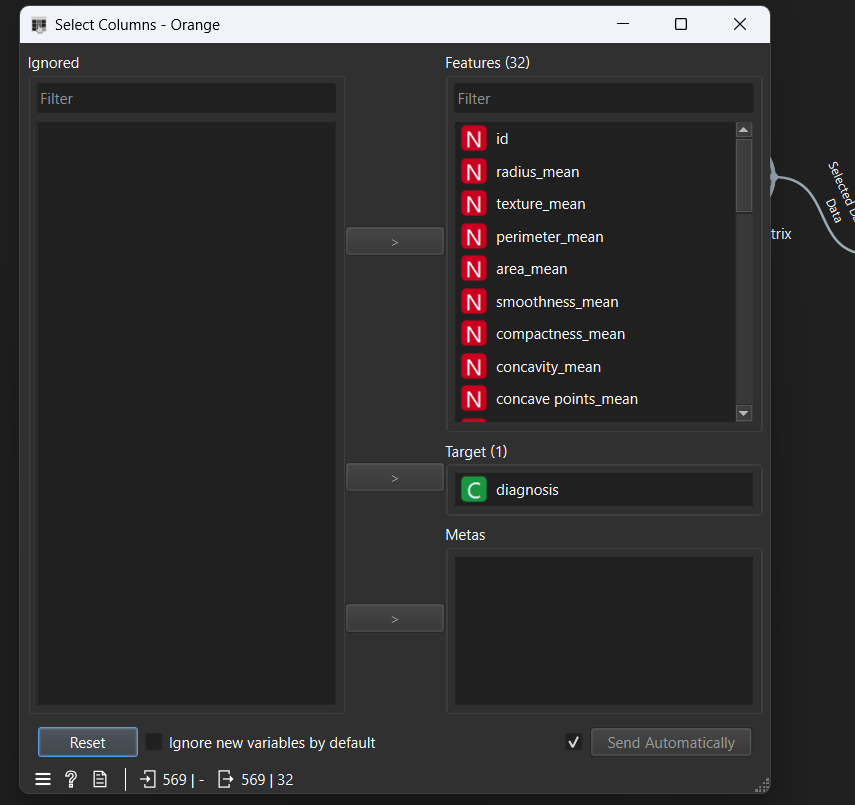 Select Columns - Orange
Ignored
Filter
Features (32)
Filter
N id
N radius_mean
N texture_mean
N perimeter_mean
N area_mean
N smoothness_mean
N compactness_mean
N concavity_mean
N concave points_mean
>
>
>
Target (1)
C diagnosis
Metas
Reset
Ignore new variables by default
Send Automatically
? 569 | - 569 | 32
trix
Selected
Data